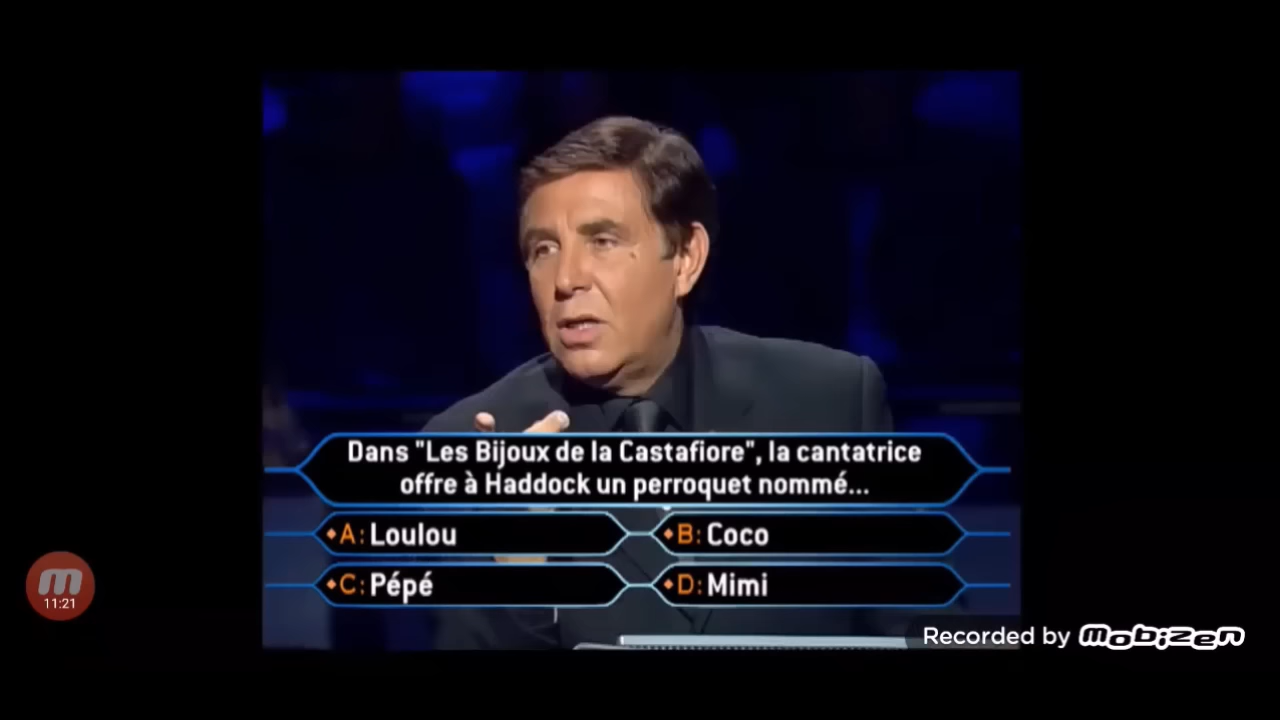 Dans "Les Bijoux de la Castafiore", la cantatrice
offre à Haddock un perroquet nommé...
A: Loulou
B: Coco
C: Pépé
D: Mimi
11:21
Recorded by mobizen